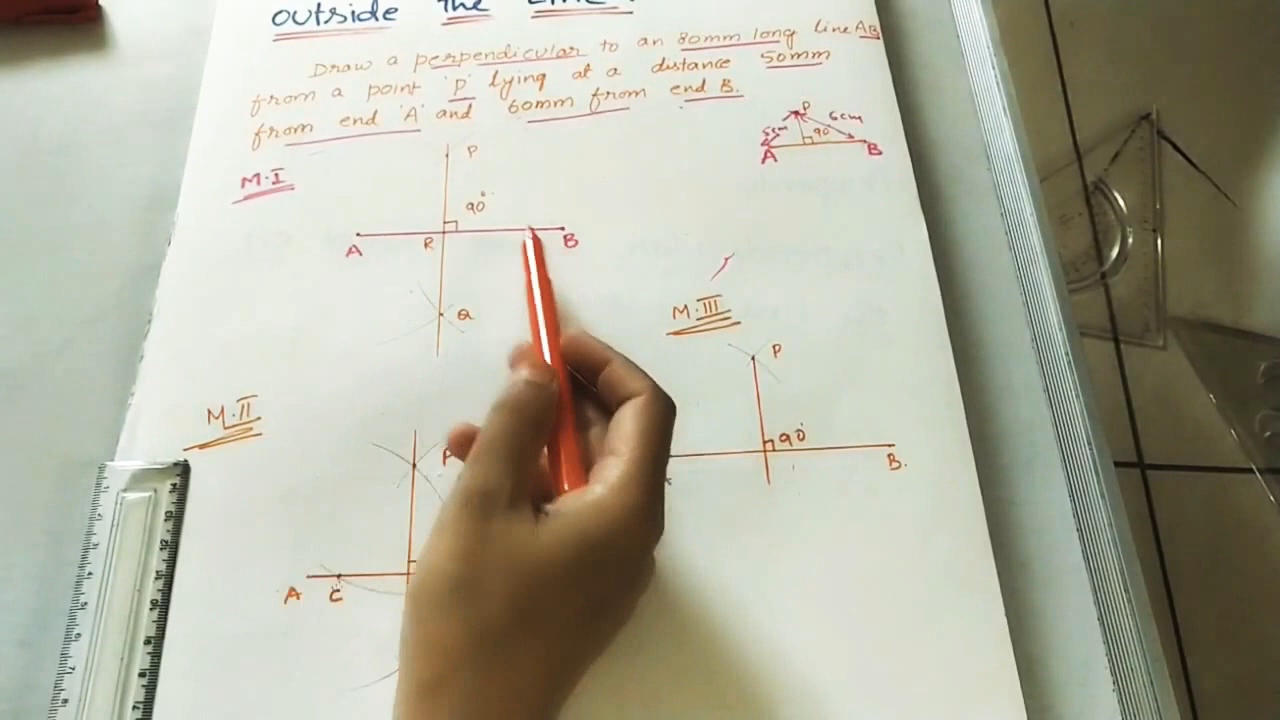 outside the Line.
Draw a perpendicular to an 80mm long line AB
from a point 'P' lying at a distance 50mm
from end 'A' and 60mm from end B.
P
5cm
6cm
90°
A
B
M.I
P
90°
A
R
B
Q
M.III
P
90°
B.
M.II
A
C